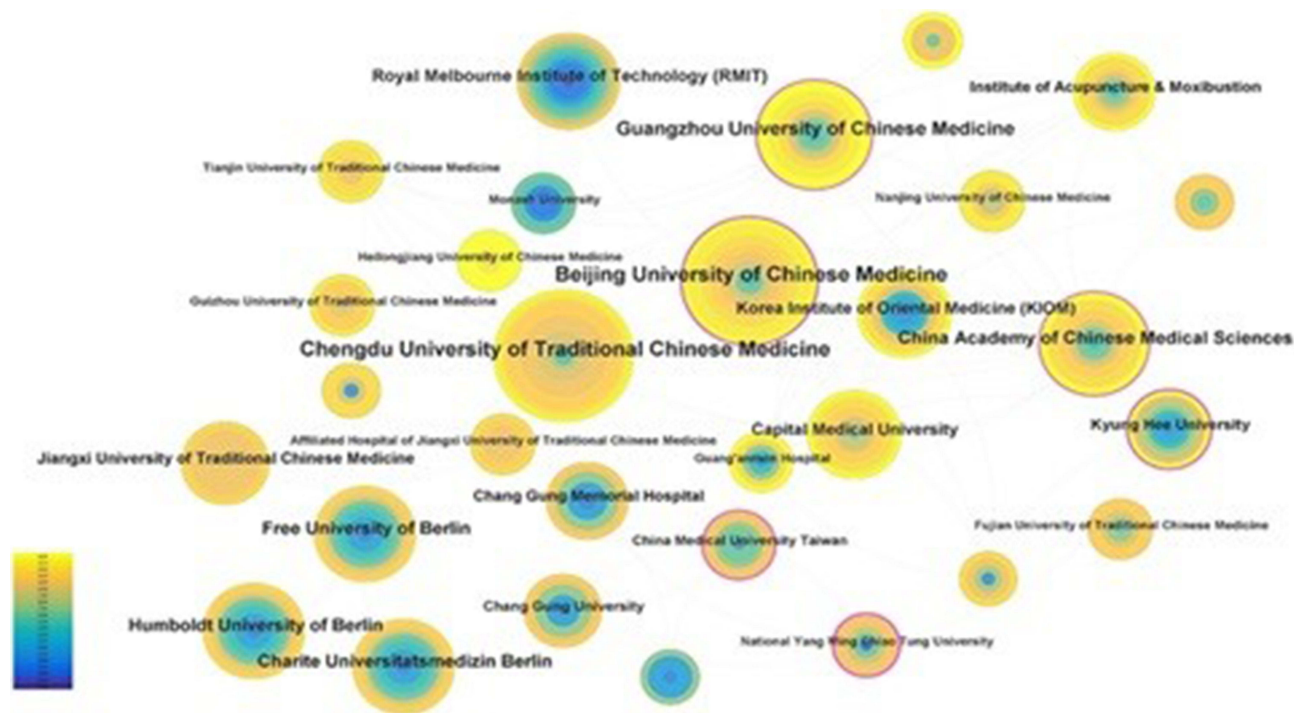 Royal Melbourne Institute of Technology (RMIT)
Institute of Acupuncture & Moxibustion
Guangzhou University of Chinese Medicine
Tianjin University of Traditional Chinese Medicine
Monash University
Nanjing University of Chinese Medicine
Heilongjiang University of Chinese Medicine
Beijing University of Chinese Medicine
Guizhou University of Traditional Chinese Medicine
Korea Institute of Oriental Medicine (KIOM)
China Academy of Chinese Medical Sciences
Chengdu University of Traditional Chinese Medicine
Kyung Hee University
Capital Medical University
Affiliated Hospital of Jiangxi University of Traditional Chinese Medicine
Jiangxi University of Traditional Chinese Medicine
Guang'anmen Hospital
Chang Gung Memorial Hospital
Free University of Berlin
Fujian University of Traditional Chinese Medicine
China Medical University Taiwan
Chang Gung University
Humboldt University of Berlin
National Yang Ming Chiao Tung University
Charite Universitatsmedizin Berlin